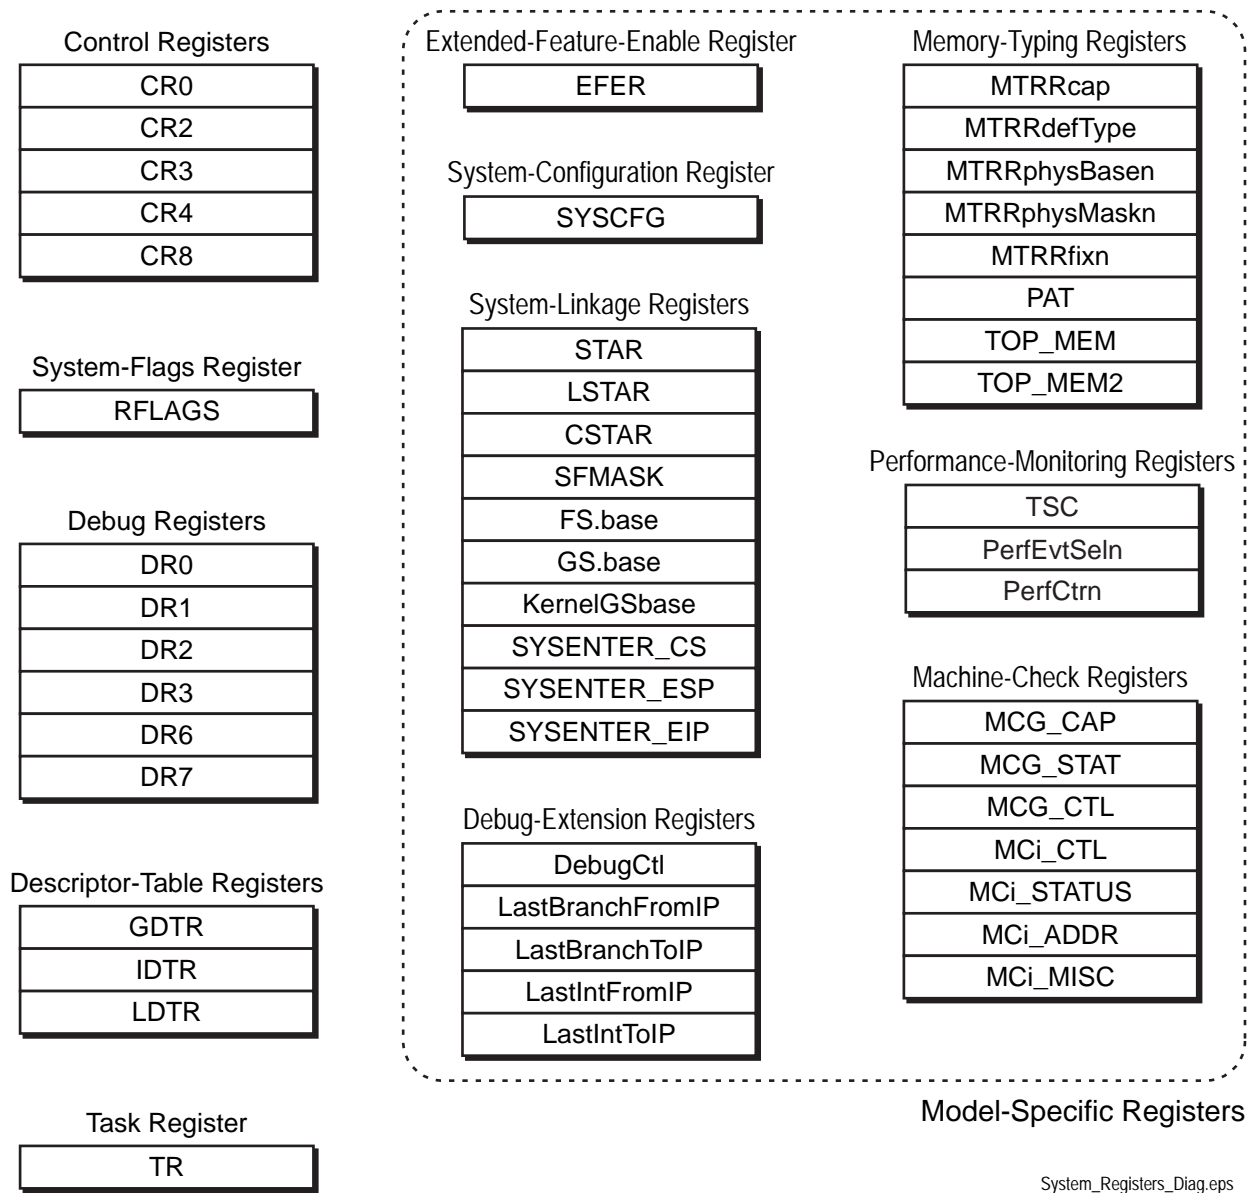 Control Registers
CR0
CR2
CR3
CR4
CR8
System-Flags Register
RFLAGS
Debug Registers
DR0
DR1
DR2
DR3
DR6
DR7
Descriptor-Table Registers
GDTR
IDTR
LDTR
Task Register
TR
Extended-Feature-Enable Register
EFER
System-Configuration Register
SYSCFG
System-Linkage Registers
STAR
LSTAR
CSTAR
SFMASK
FS.base
GS.base
KernelGSbase
SYSENTER_CS
SYSENTER_ESP
SYSENTER_EIP
Debug-Extension Registers
DebugCtl
LastBranchFromIP
LastBranchToIP
LastIntFromIP
LastIntToIP
Memory-Typing Registers
MTRRcap
MTRRdefType
MTRRphysBasen
MTRRphysMaskn
MTRRfixn
PAT
TOP_MEM
TOP_MEM2
Performance-Monitoring Registers
TSC
PerfEvtSeln
PerfCtrn
Machine-Check Registers
MCG_CAP
MCG_STAT
MCG_CTL
MCi_CTL
MCi_STATUS
MCi_ADDR
MCi_MISC
Model-Specific Registers
System_Registers_Diag.eps